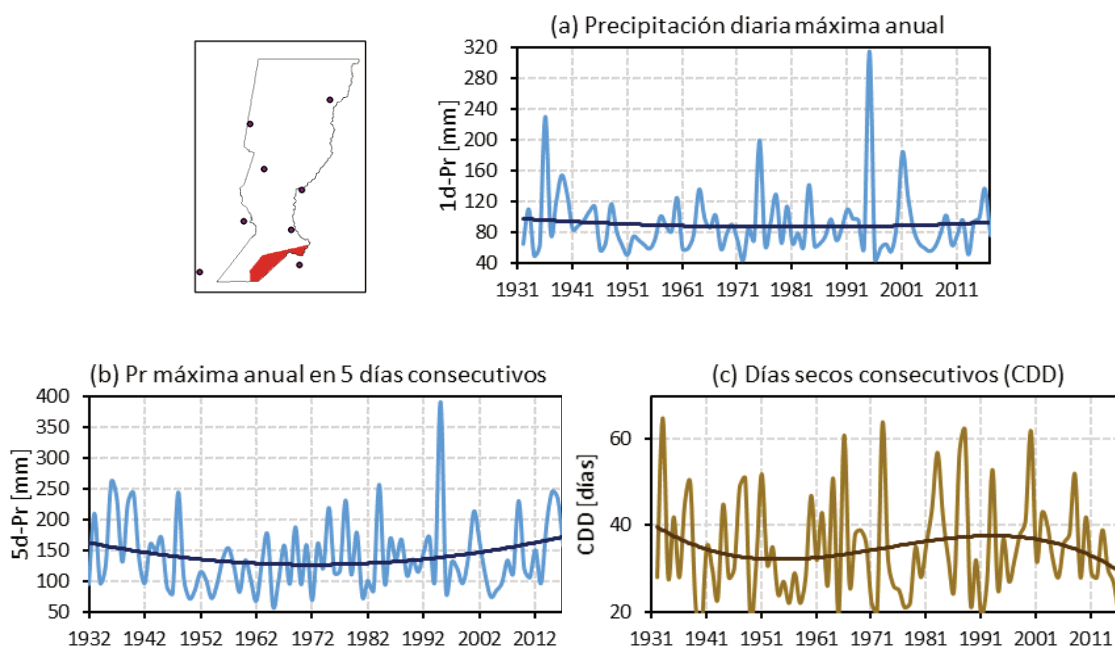 (a) Precipitación diaria máxima anual
1d-Pr [mm]
320
280
240
200
160
120
80
40
1931 1941 1951 1961 1971 1981 1991 2001 2011
(b) Pr máxima anual en 5 días consecutivos
5d-Pr [mm]
400
350
300
250
200
150
100
50
1932 1942 1952 1962 1972 1982 1992 2002 2012
(c) Días secos consecutivos (CDD)
CDD [días]
60
40
20
1931 1941 1951 1961 1971 1981 1991 2001 2011